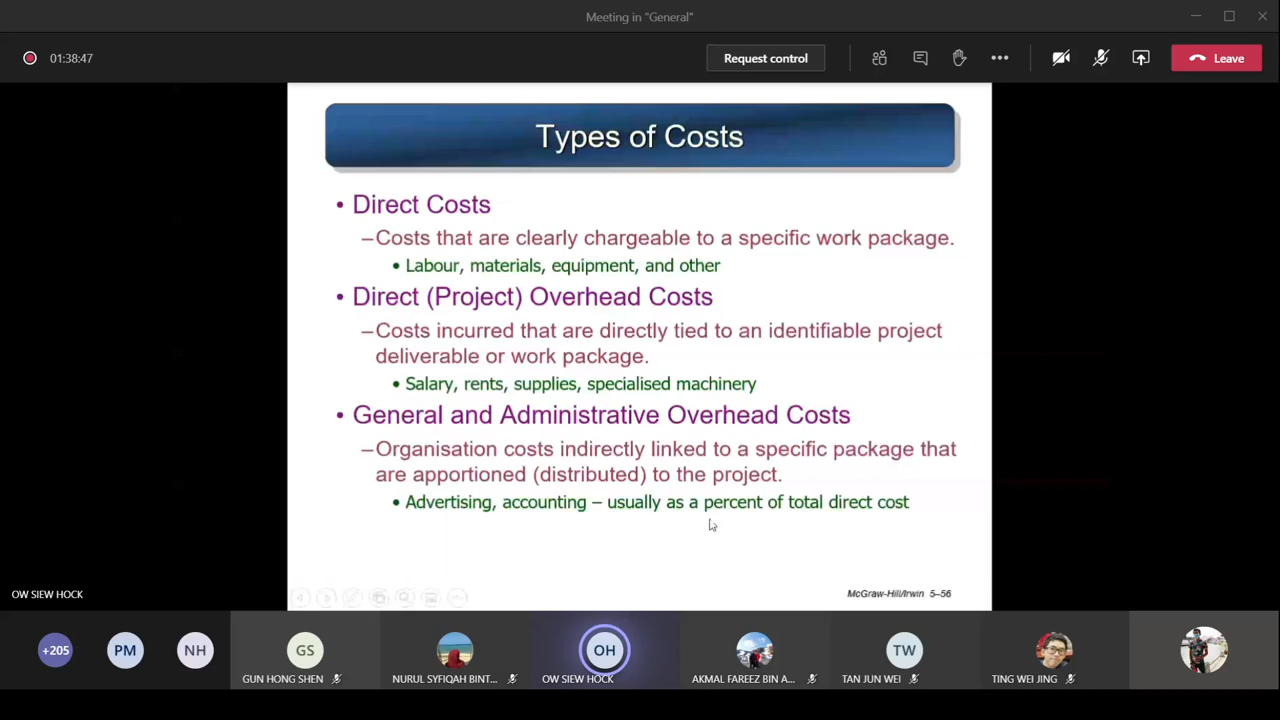 Meeting in "General"
01:38:47
Request control
Leave
Types of Costs
• Direct Costs
–Costs that are clearly chargeable to a specific work package.
• Labour, materials, equipment, and other
• Direct (Project) Overhead Costs
–Costs incurred that are directly tied to an identifiable project
deliverable or work package.
• Salary, rents, supplies, specialised machinery
• General and Administrative Overhead Costs
–Organisation costs indirectly linked to a specific package that
are apportioned (distributed) to the project.
• Advertising, accounting – usually as a percent of total direct cost
OW SIEW HOCK
McGraw-Hill/Irwin 5–56
+205
PM
NH
GS
OH
TW
GUN HONG SHEN
NURUL SYFIQAH BINT...
OW SIEW HOCK
AKMAL FAREEZ BIN A...
TAN JUN WEI
TING WEI JING